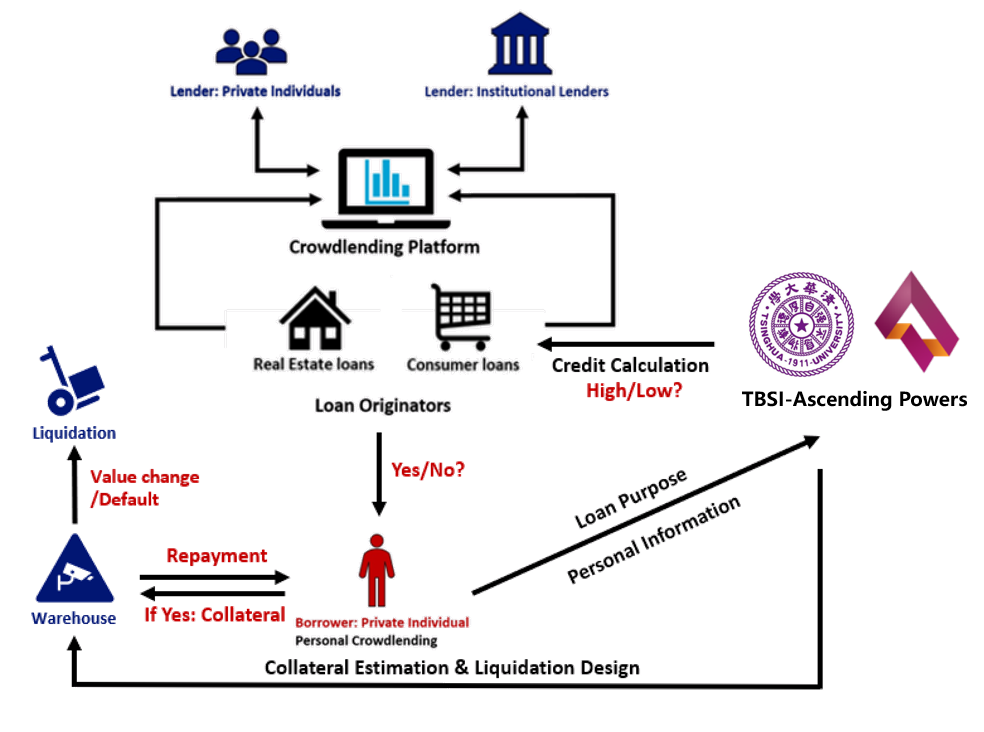 Lender: Private Individuals
Lender: Institutional Lenders
Crowdlending Platform
Real Estate loans
Consumer loans
Loan Originators
Credit Calculation
High/Low?
TSINGHUA
·1911·
UNIVERSITY
TBSI-Ascending Powers
Liquidation
Value change
/Default
Yes/No?
Loan Purpose
Personal Information
Warehouse
Repayment
If Yes: Collateral
Borrower: Private Individual
Personal Crowdlending
Collateral Estimation & Liquidation Design